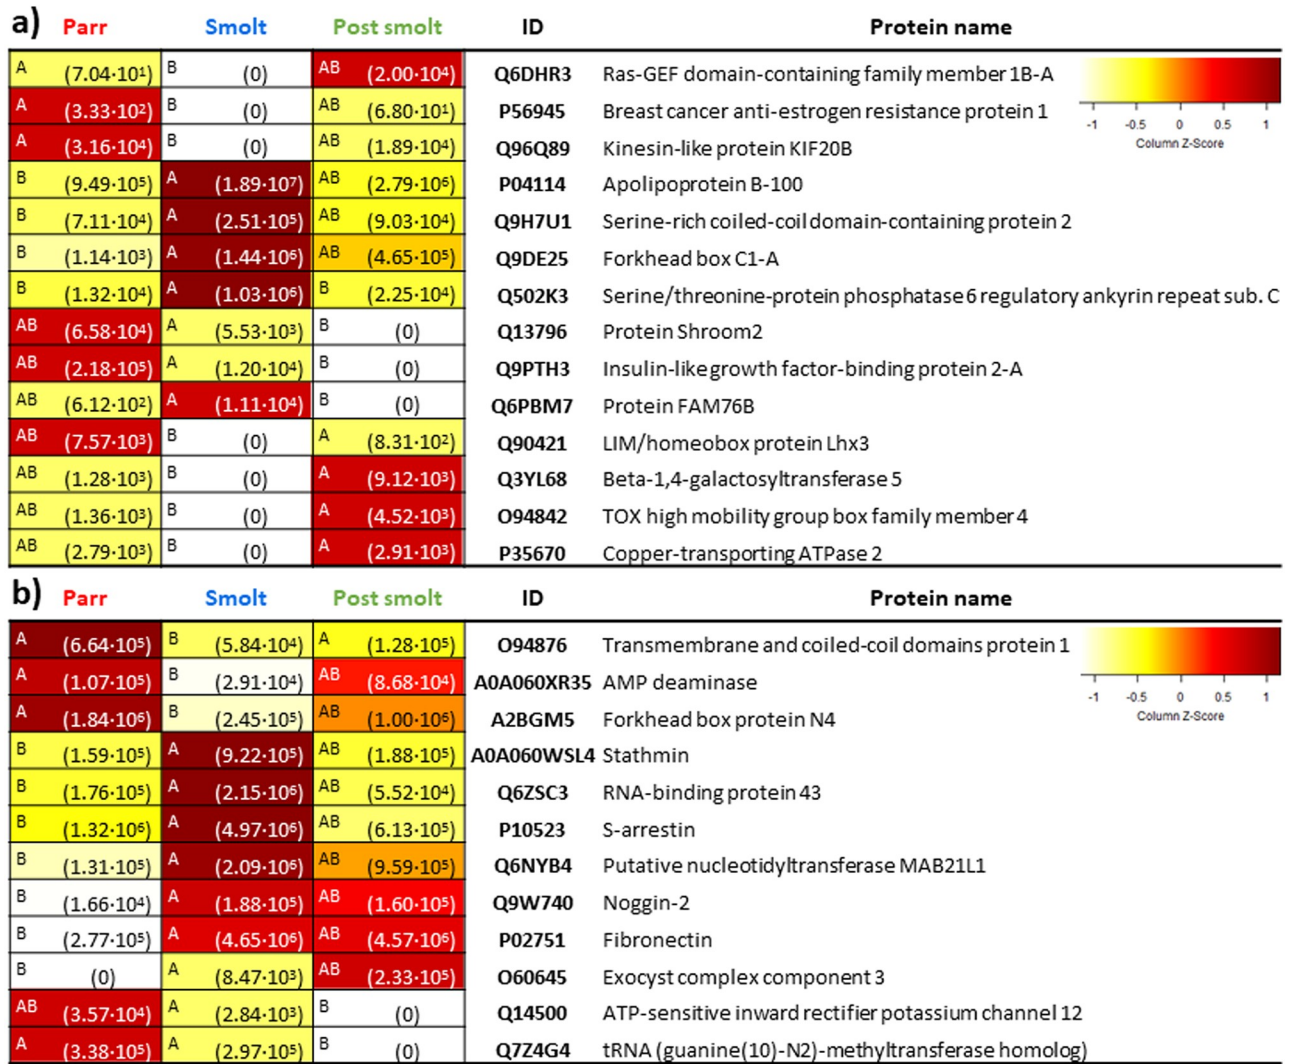 a) Parr Smolt Post smolt ID Protein name
A (7.04·10¹) B (0) AB (2.00·10⁴) Q6DHR3 Ras-GEF domain-containing family member 1B-A
A (3.33·10²) B (0) AB (6.80·10¹) P56945 Breast cancer anti-estrogen resistance protein 1
-1 -0.5 0 0.5 1
Column Z-Score
A (3.16·10⁴) B (0) AB (1.89·10⁴) Q96Q89 Kinesin-like protein KIF20B
B (9.49·10⁵) A (1.89·10⁷) AB (2.79·10⁶) P04114 Apolipoprotein B-100
B (7.11·10⁴) A (2.51·10⁵) AB (9.03·10⁴) Q9H7U1 Serine-rich coiled-coil domain-containing protein 2
B (1.14·10³) A (1.44·10⁶) AB (4.65·10⁵) Q9DE25 Forkhead box C1-A
B (1.32·10⁴) A (1.03·10⁶) B (2.25·10⁴) Q502K3 Serine/threonine-protein phosphatase 6 regulatory ankyrin repeat sub. C
AB (6.58·10⁴) A (5.53·10³) B (0) Q13796 Protein Shroom2
AB (2.18·10⁵) A (1.20·10⁴) B (0) Q9PTH3 Insulin-like growth factor-binding protein 2-A
AB (6.12·10²) A (1.11·10⁴) B (0) Q6PBM7 Protein FAM76B
AB (7.57·10³) B (0) A (8.31·10²) Q90421 LIM/homeobox protein Lhx3
AB (1.28·10³) B (0) A (9.12·10³) Q3YL68 Beta-1,4-galactosyltransferase 5
AB (1.36·10³) B (0) A (4.52·10³) O94842 TOX high mobility group box family member 4
AB (2.79·10³) B (0) A (2.91·10³) P35670 Copper-transporting ATPase 2
b) Parr Smolt Post smolt ID Protein name
A (6.64·10⁵) B (5.84·10⁴) A (1.28·10⁵) O94876 Transmembrane and coiled-coil domains protein 1
A (1.07·10⁵) B (2.91·10⁴) AB (8.68·10⁴) A0A060XR35 AMP deaminase
-1 -0.5 0 0.5 1
Column Z-Score
A (1.84·10⁶) B (2.45·10⁵) AB (1.00·10⁶) A2BGM5 Forkhead box protein N4
B (1.59·10⁵) A (9.22·10⁵) AB (1.88·10⁵) A0A060WSL4 Stathmin
B (1.76·10⁵) A (2.15·10⁶) AB (5.52·10⁴) Q6ZSC3 RNA-binding protein 43
B (1.32·10⁶) A (4.97·10⁶) AB (6.13·10⁵) P10523 S-arrestin
B (1.31·10⁵) A (2.09·10⁶) AB (9.59·10⁵) Q6NYB4 Putative nucleotidyltransferase MAB21L1
B (1.66·10⁴) A (1.88·10⁵) AB (1.60·10⁵) Q9W740 Noggin-2
B (2.77·10⁵) A (4.65·10⁶) AB (4.57·10⁶) P02751 Fibronectin
B (0) A (8.47·10³) AB (2.33·10⁵) O60645 Exocyst complex component 3
AB (3.57·10⁴) A (2.84·10³) B (0) Q14500 ATP-sensitive inward rectifier potassium channel 12
A (3.38·10⁵) A (2.97·10⁵) B (0) Q7Z4G4 tRNA (guanine(10)-N2)-methyltransferase homolog)